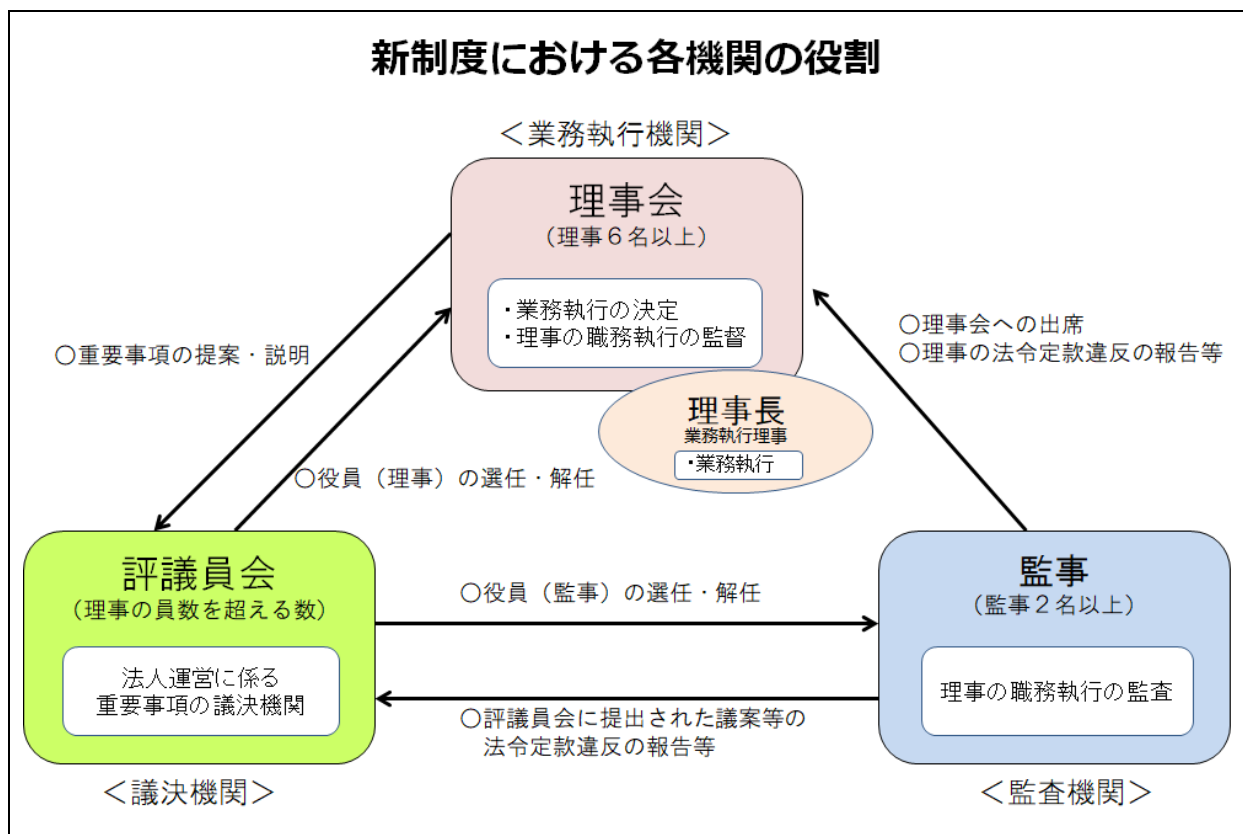 新制度における各機関の役割
＜業務執行機関＞
理事会
（理事６名以上）
・業務執行の決定
・理事の職務執行の監督
理事長
業務執行理事
・業務執行
〇重要事項の提案・説明
〇役員（理事）の選任・解任
〇理事会への出席
〇理事の法令定款違反の報告等
評議員会
（理事の員数を超える数）
法人運営に係る
重要事項の議決機関
＜議決機関＞
〇役員（監事）の選任・解任
〇評議員会に提出された議案等の
法令定款違反の報告等
監事
（監事２名以上）
理事の職務執行の監査
＜監査機関＞